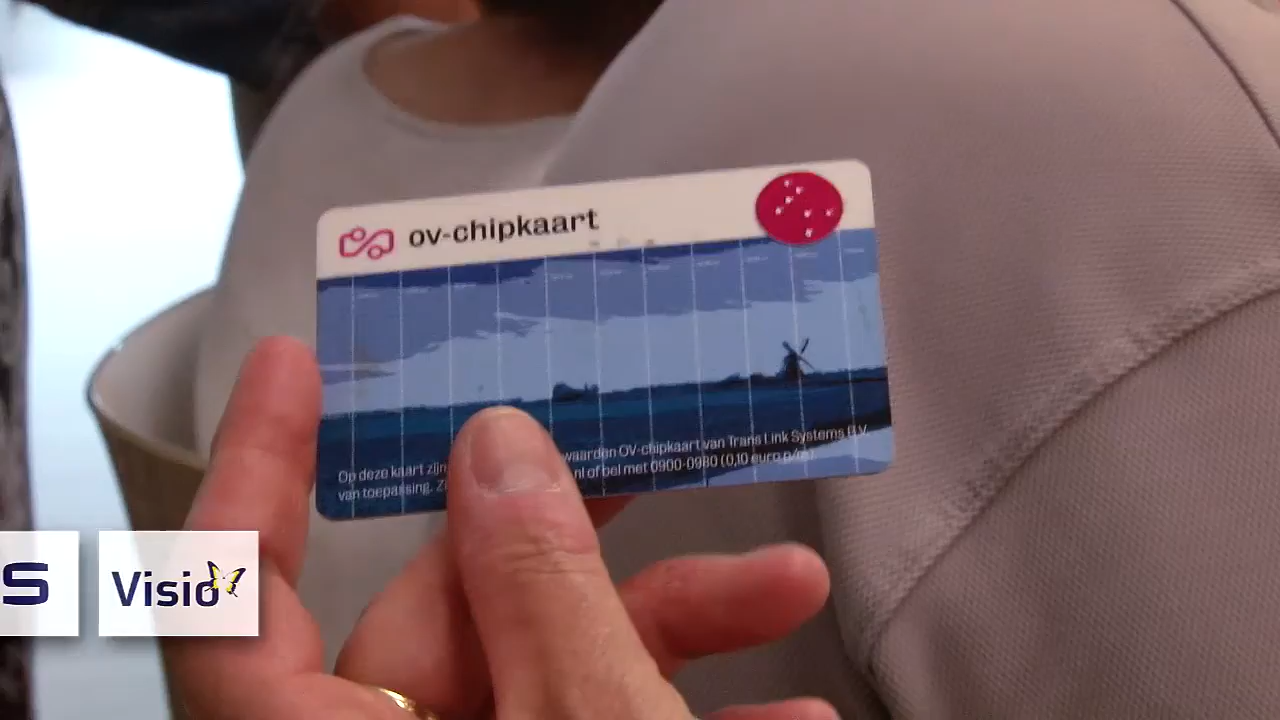 ov-chipkaart
Op deze kaart zijn waarden OV-chipkaart van Trans Link Systems B.V.
van toepassing. Zi nl of bel met 0900-0980 (0,10 euro p/m).
S
Visio